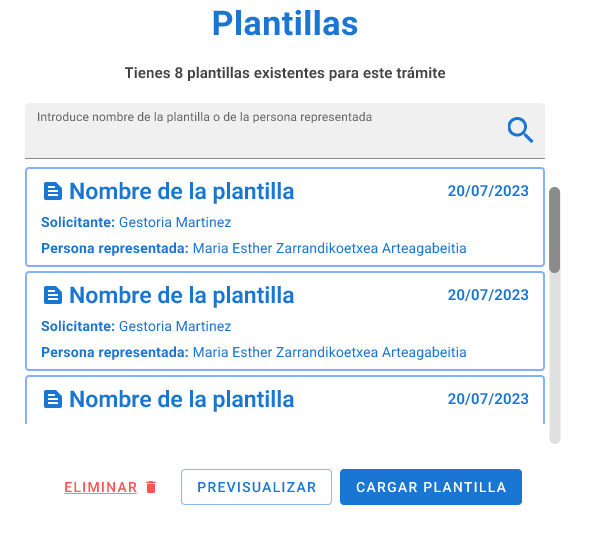 Plantillas
Tienes 8 plantillas existentes para este trámite
Introduce nombre de la plantilla o de la persona representada
Nombre de la plantilla 20/07/2023
Solicitante: Gestoria Martinez
Persona representada: Maria Esther Zarrandikoetxea Arteagabeitia
Nombre de la plantilla 20/07/2023
Solicitante: Gestoria Martinez
Persona representada: Maria Esther Zarrandikoetxea Arteagabeitia
Nombre de la plantilla 20/07/2023
ELIMINAR PREVISUALIZAR CARGAR PLANTILLA